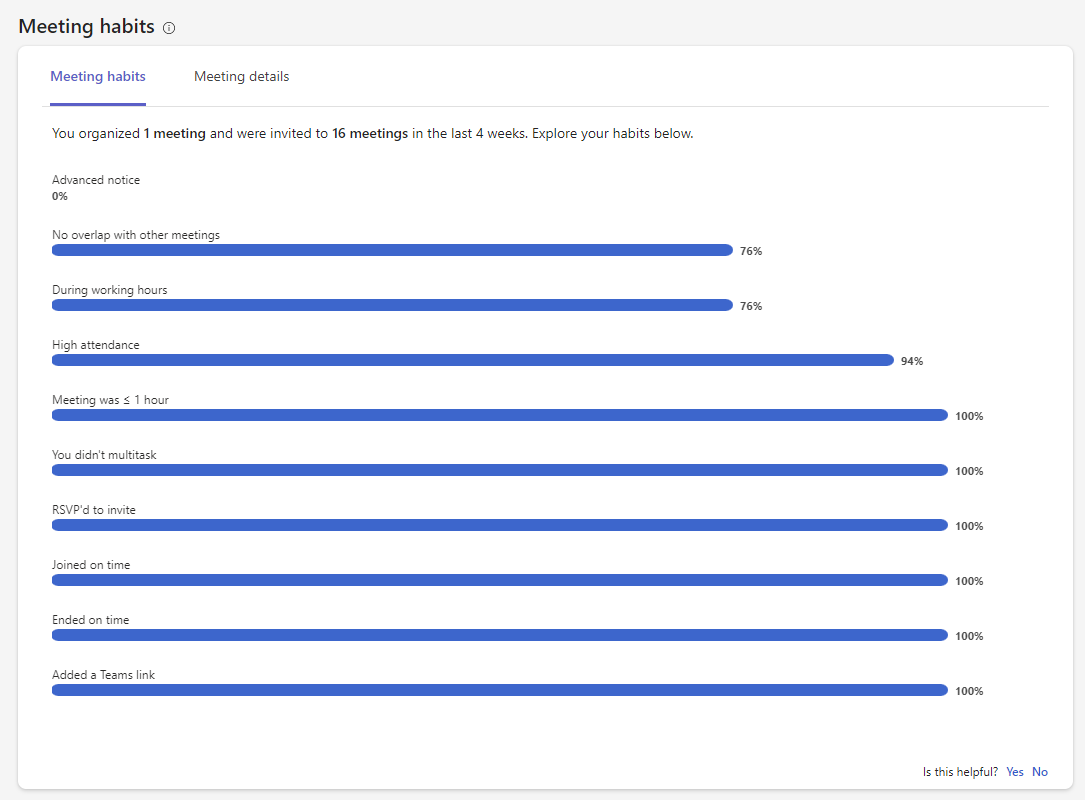 Meeting habits
Meeting habits Meeting details
You organized 1 meeting and were invited to 16 meetings in the last 4 weeks. Explore your habits below.
Advanced notice
0%
No overlap with other meetings
76%
During working hours
76%
High attendance
94%
Meeting was ≤ 1 hour
100%
You didn't multitask
100%
RSVP'd to invite
100%
Joined on time
100%
Ended on time
100%
Added a Teams link
100%
Is this helpful? Yes No